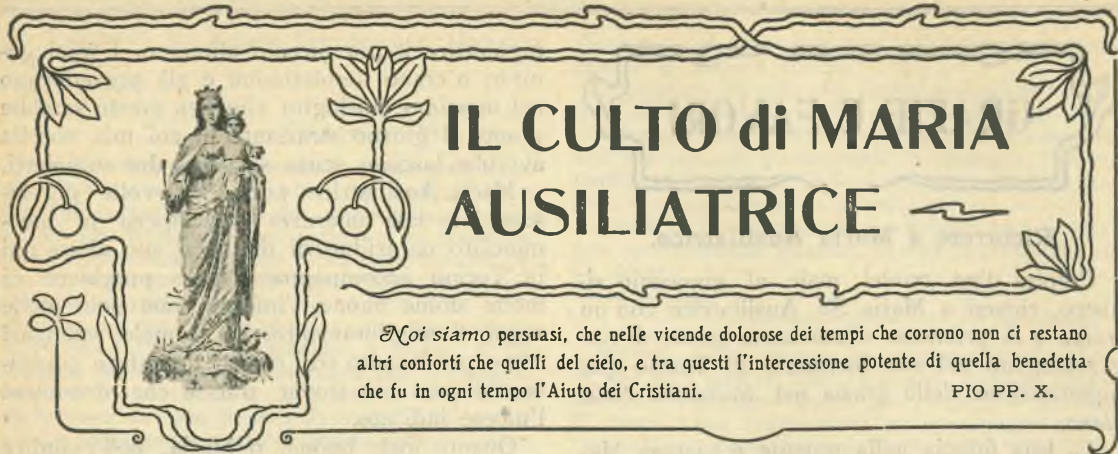 IL CULTO di MARIA
AUSILIATRICE
Noi siamo persuasi, che nelle vicende dolorose dei tempi che corrono non ci restano
altri conforti che quelli del cielo, e tra questi l'intercessione potente di quella benedetta
che fu in ogni tempo l'Aiuto dei Cristiani. PIO PP. X.